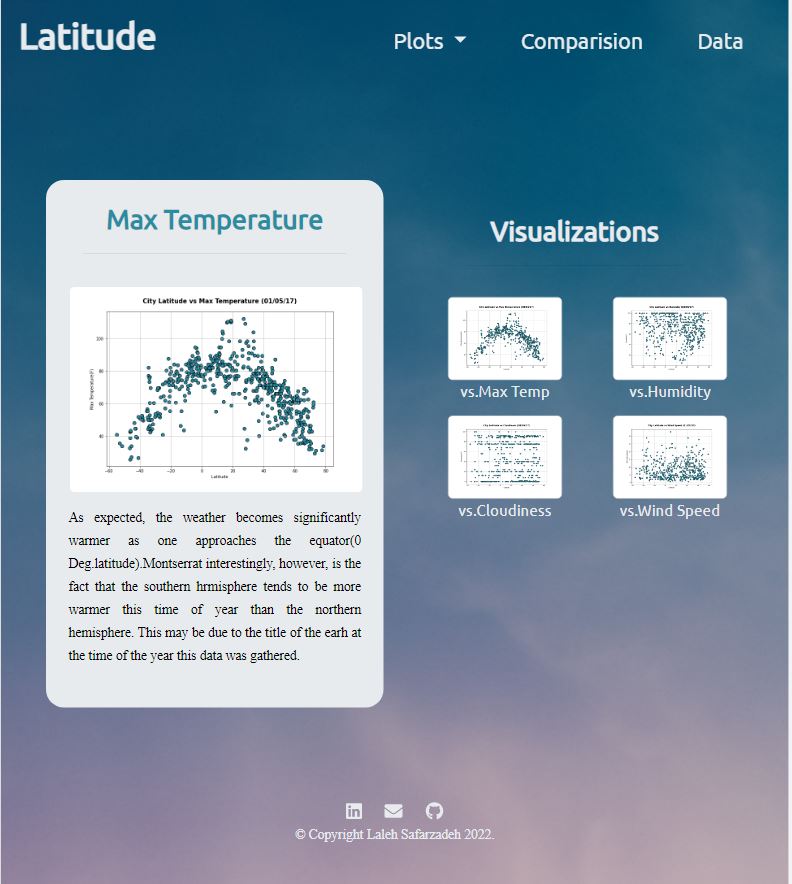 Latitude
Plots
Comparision
Data
Max Temperature
City Latitude vs Max Temperature (01/05/17)
Max Temperature(F)
100
80
60
40
−60
−40
−20
0
20
40
60
80
Latitude
As expected, the weather becomes significantly
warmer as one approaches the equator(0
Deg.latitude).Montserrat interestingly, however, is the
fact that the southern hrmisphere tends to be more
warmer this time of year than the northern
hemisphere. This may be due to the title of the earh at
the time of the year this data was gathered.
Visualizations
vs.Max Temp
vs.Humidity
vs.Cloudiness
vs.Wind Speed
© Copyright Laleh Safarzadeh 2022.